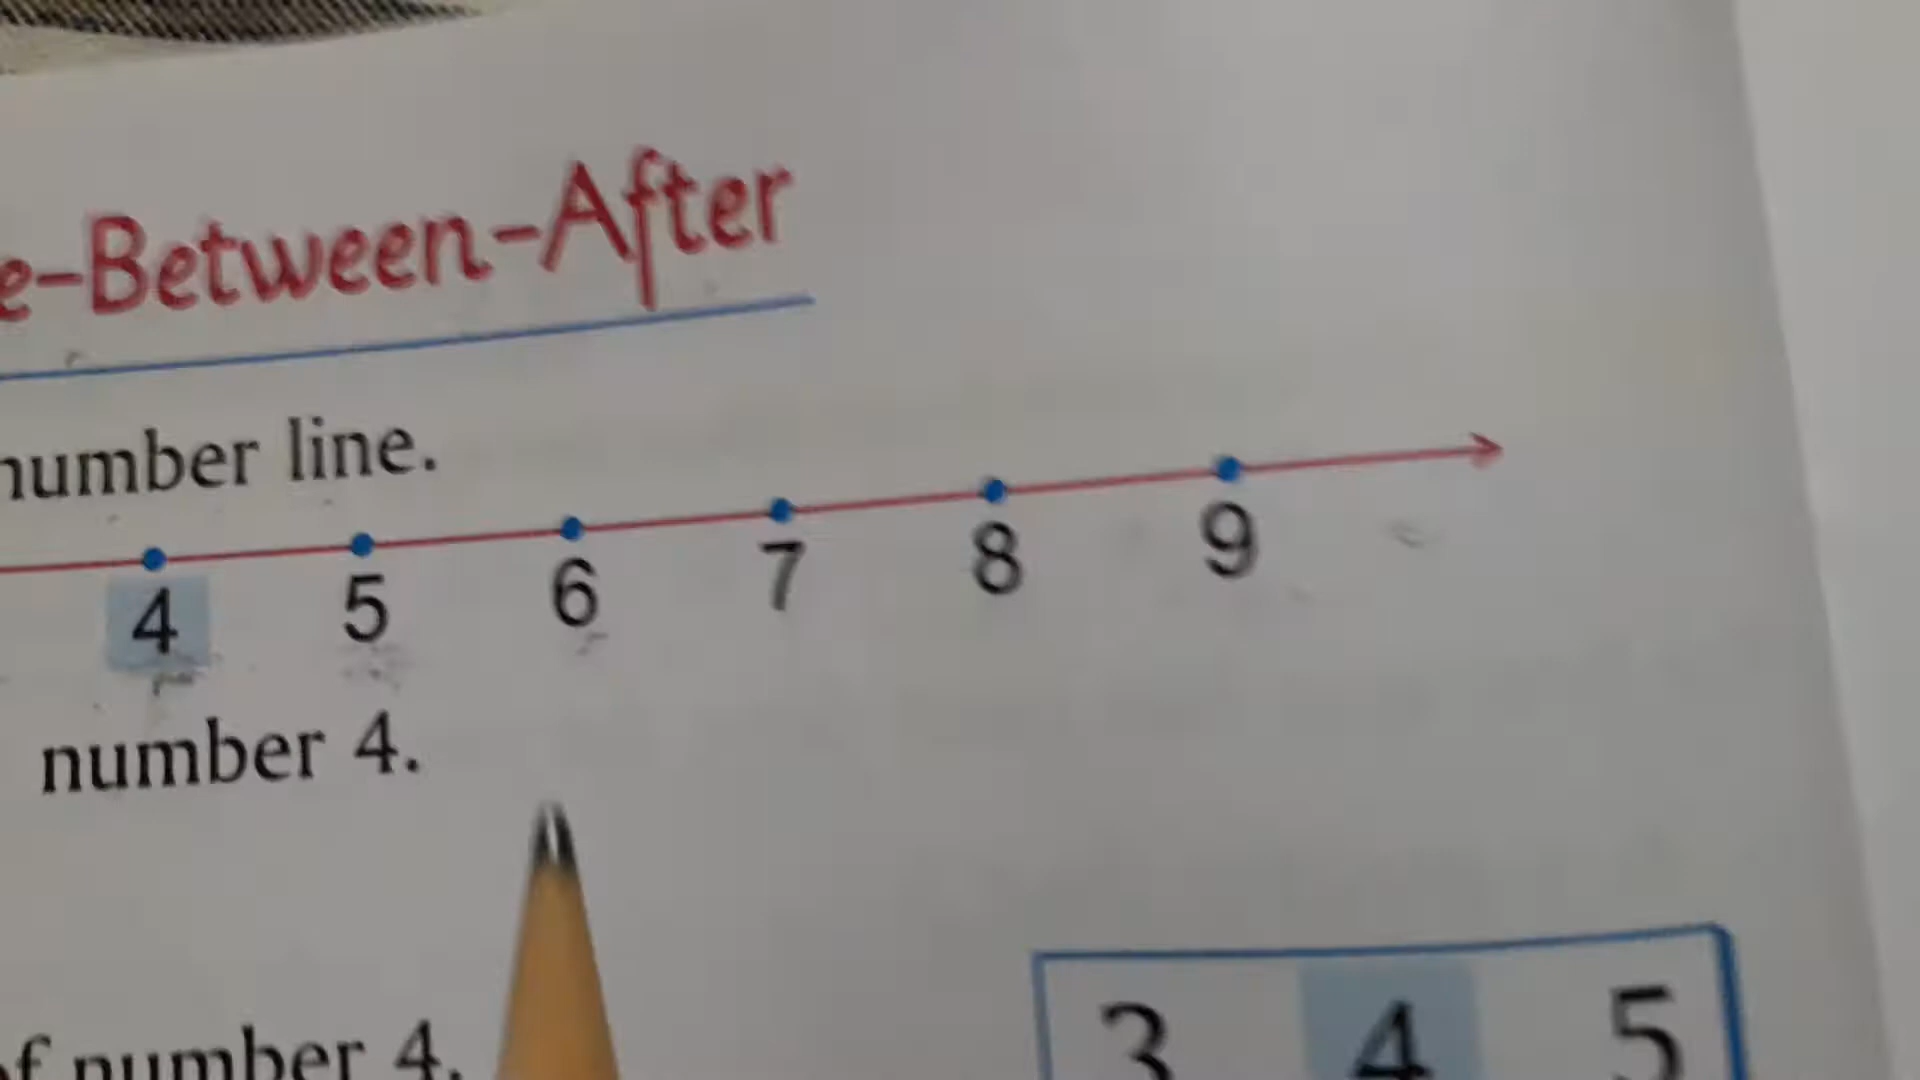 -Between-After
number line.
4 5 6 7 8 9
number 4.
number 4.
3 4 5